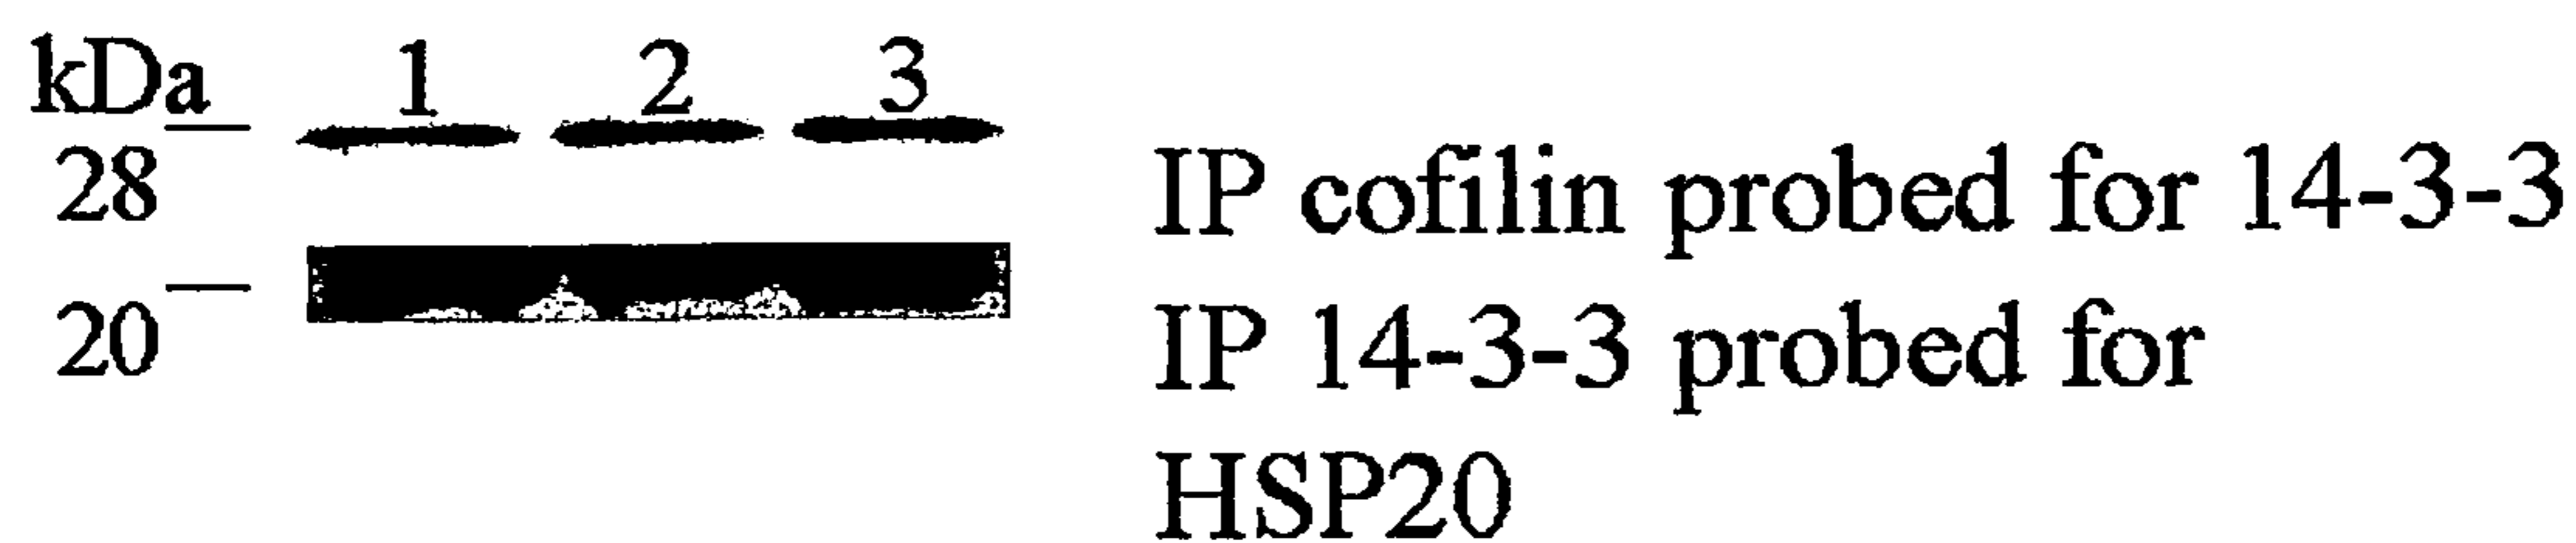 kDa 1 2 3
28
IP cofilin probed for 14-3-3
20
IP 14-3-3 probed for
HSP20